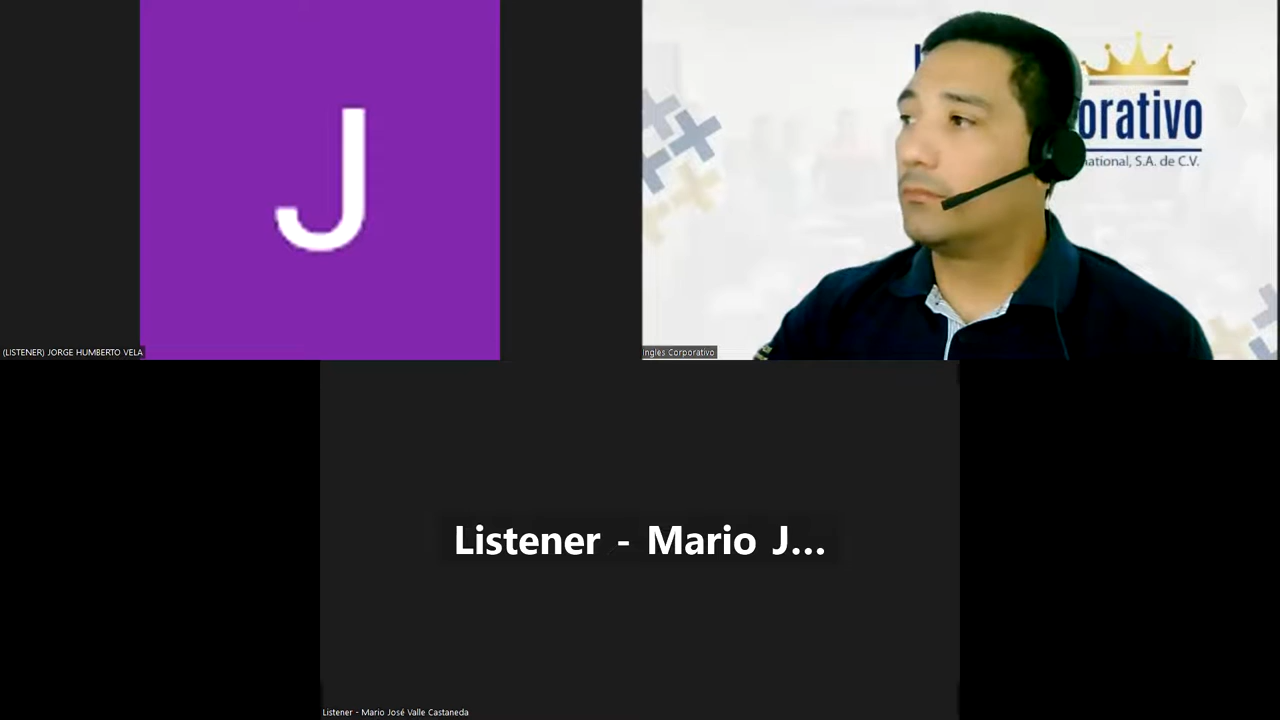 J
(LISTENER) JORGE HUMBERTO VELA
orativo
national, S.A. de C.V.
Ingles Corporativo
Listener - Mario J...
Listener - Mario José Valle Castaneda